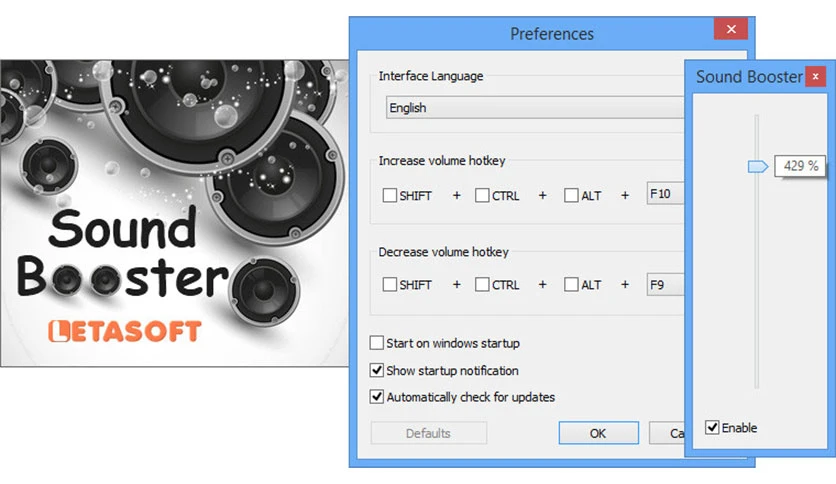 Sound
Booster
LETASOFT
Preferences
Interface Language
English
Increase volume hotkey
SHIFT + CTRL + ALT + F10
Decrease volume hotkey
SHIFT + CTRL + ALT + F9
Start on windows startup
Show startup notification
Automatically check for updates
Defaults OK Ca
Sound Booster x
429 %
Enable